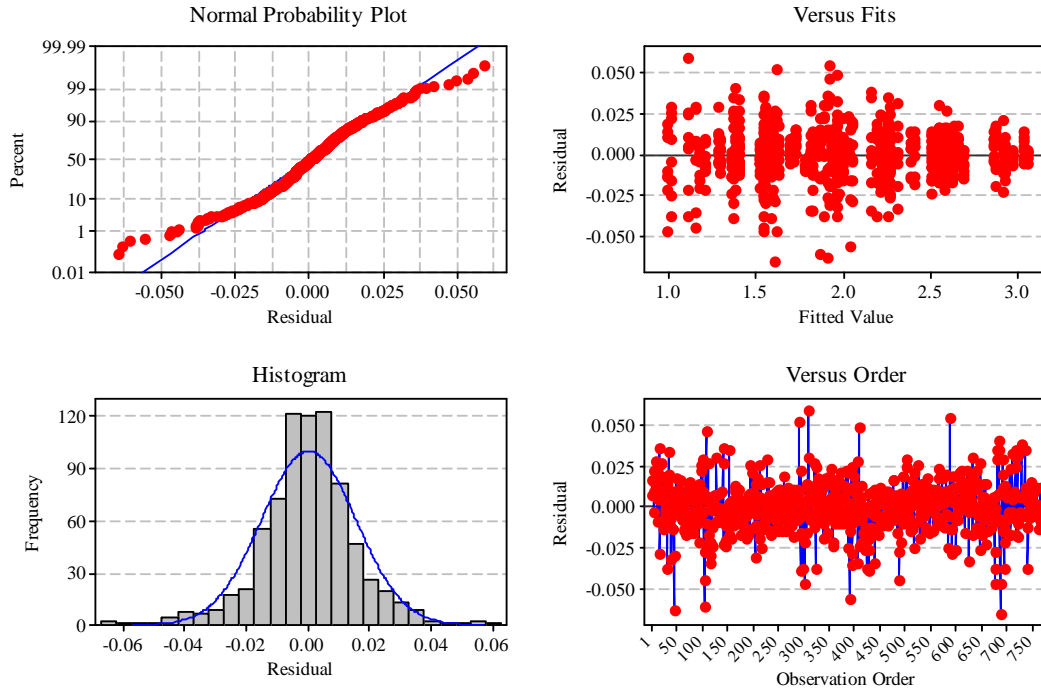 Normal Probability Plot
99.99
99
90
50
10
1
0.01
Percent
-0.050 -0.025 0.000 0.025 0.050
Residual
Versus Fits
0.050
0.025
0.000
-0.025
-0.050
Residual
1.0 1.5 2.0 2.5 3.0
Fitted Value
Histogram
120
90
60
30
0
Frequency
-0.06 -0.04 -0.02 0.00 0.02 0.04 0.06
Residual
Versus Order
0.050
0.025
0.000
-0.025
-0.050
Residual
1 50 100 150 200 250 300 350 400 450 500 550 600 650 700 750
Observation Order